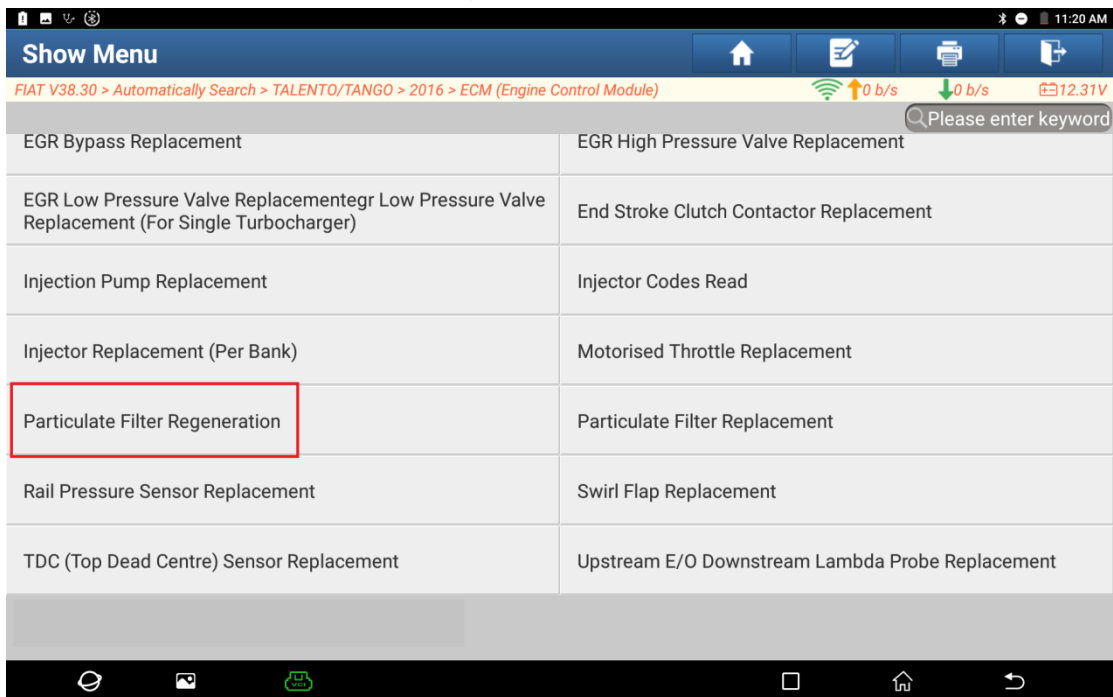 11:20 AM
Show Menu
FIAT V38.30 > Automatically Search > TALENTO/TANGO > 2016 > ECM (Engine Control Module)
0 b/s
0 b/s
12.31V
Please enter keyword
EGR Bypass Replacement
EGR High Pressure Valve Replacement
EGR Low Pressure Valve Replacementegr Low Pressure Valve
Replacement (For Single Turbocharger)
End Stroke Clutch Contactor Replacement
Injection Pump Replacement
Injector Codes Read
Injector Replacement (Per Bank)
Motorised Throttle Replacement
Particulate Filter Regeneration
Particulate Filter Replacement
Rail Pressure Sensor Replacement
Swirl Flap Replacement
TDC (Top Dead Centre) Sensor Replacement
Upstream E/O Downstream Lambda Probe Replacement
VCI